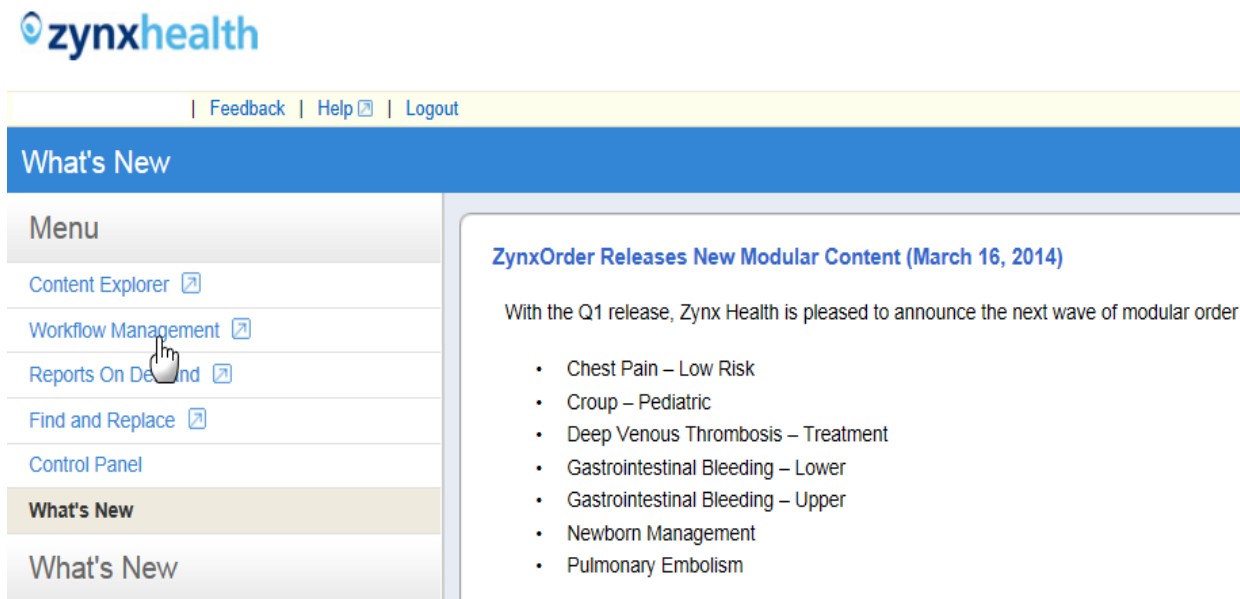 zynxhealth
| Feedback | Help | Logout
What's New
Menu
Content Explorer
Workflow Management
Reports On Demand
Find and Replace
Control Panel
What's New
What's New
ZynxOrder Releases New Modular Content (March 16, 2014)
With the Q1 release, Zynx Health is pleased to announce the next wave of modular order
• Chest Pain – Low Risk
• Croup – Pediatric
• Deep Venous Thrombosis – Treatment
• Gastrointestinal Bleeding – Lower
• Gastrointestinal Bleeding – Upper
• Newborn Management
• Pulmonary Embolism